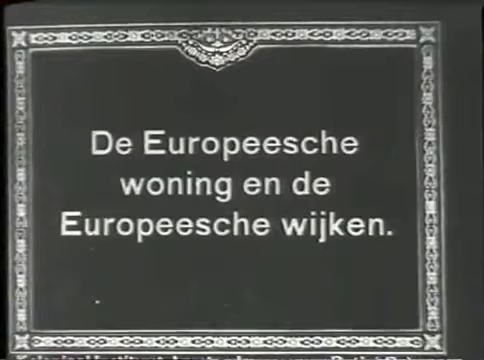 De Europeesche
woning en de
Europeesche wijken.